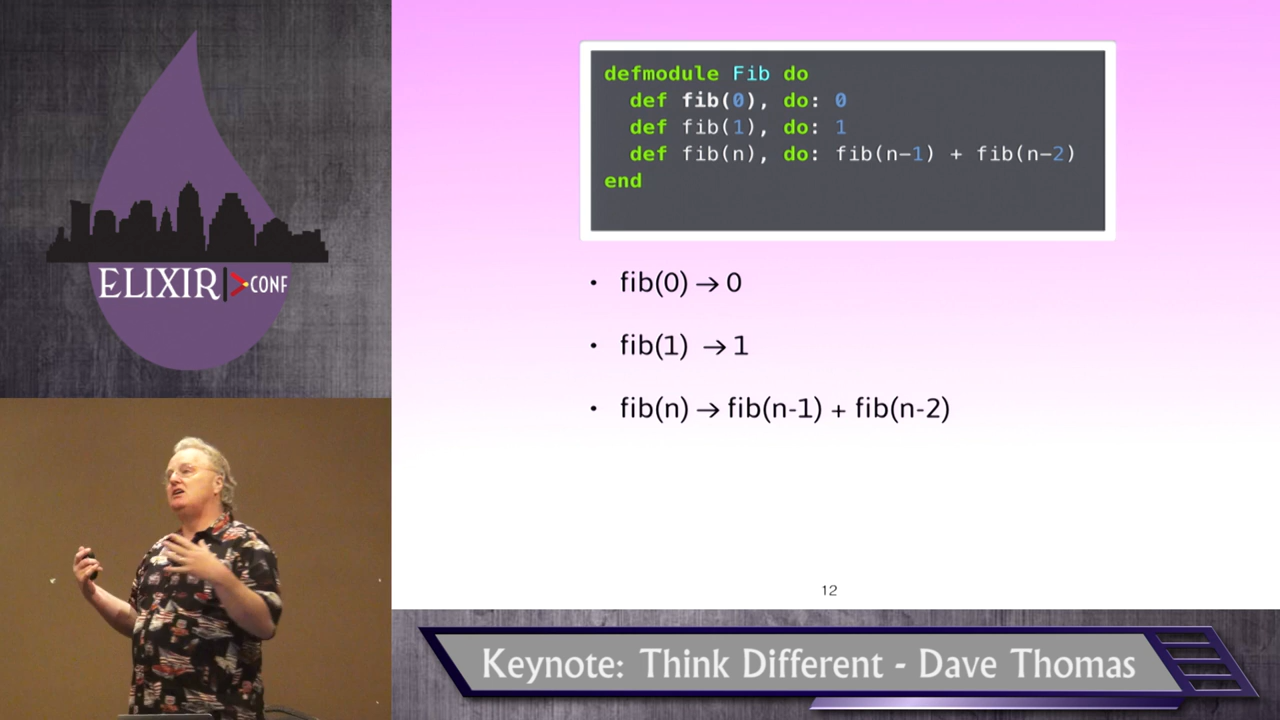 ELIXIR|>CONF
defmodule Fib do
  def fib(0), do: 0
  def fib(1), do: 1
  def fib(n), do: fib(n-1) + fib(n-2)
end
• fib(0) → 0
• fib(1) → 1
• fib(n) → fib(n-1) + fib(n-2)
12
Keynote: Think Different - Dave Thomas